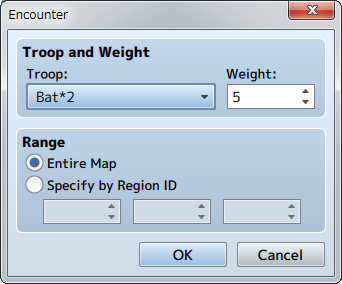 Encounter
Troop and Weight
Troop: Weight:
Bat*2 5
Range
Entire Map
Specify by Region ID
OK Cancel